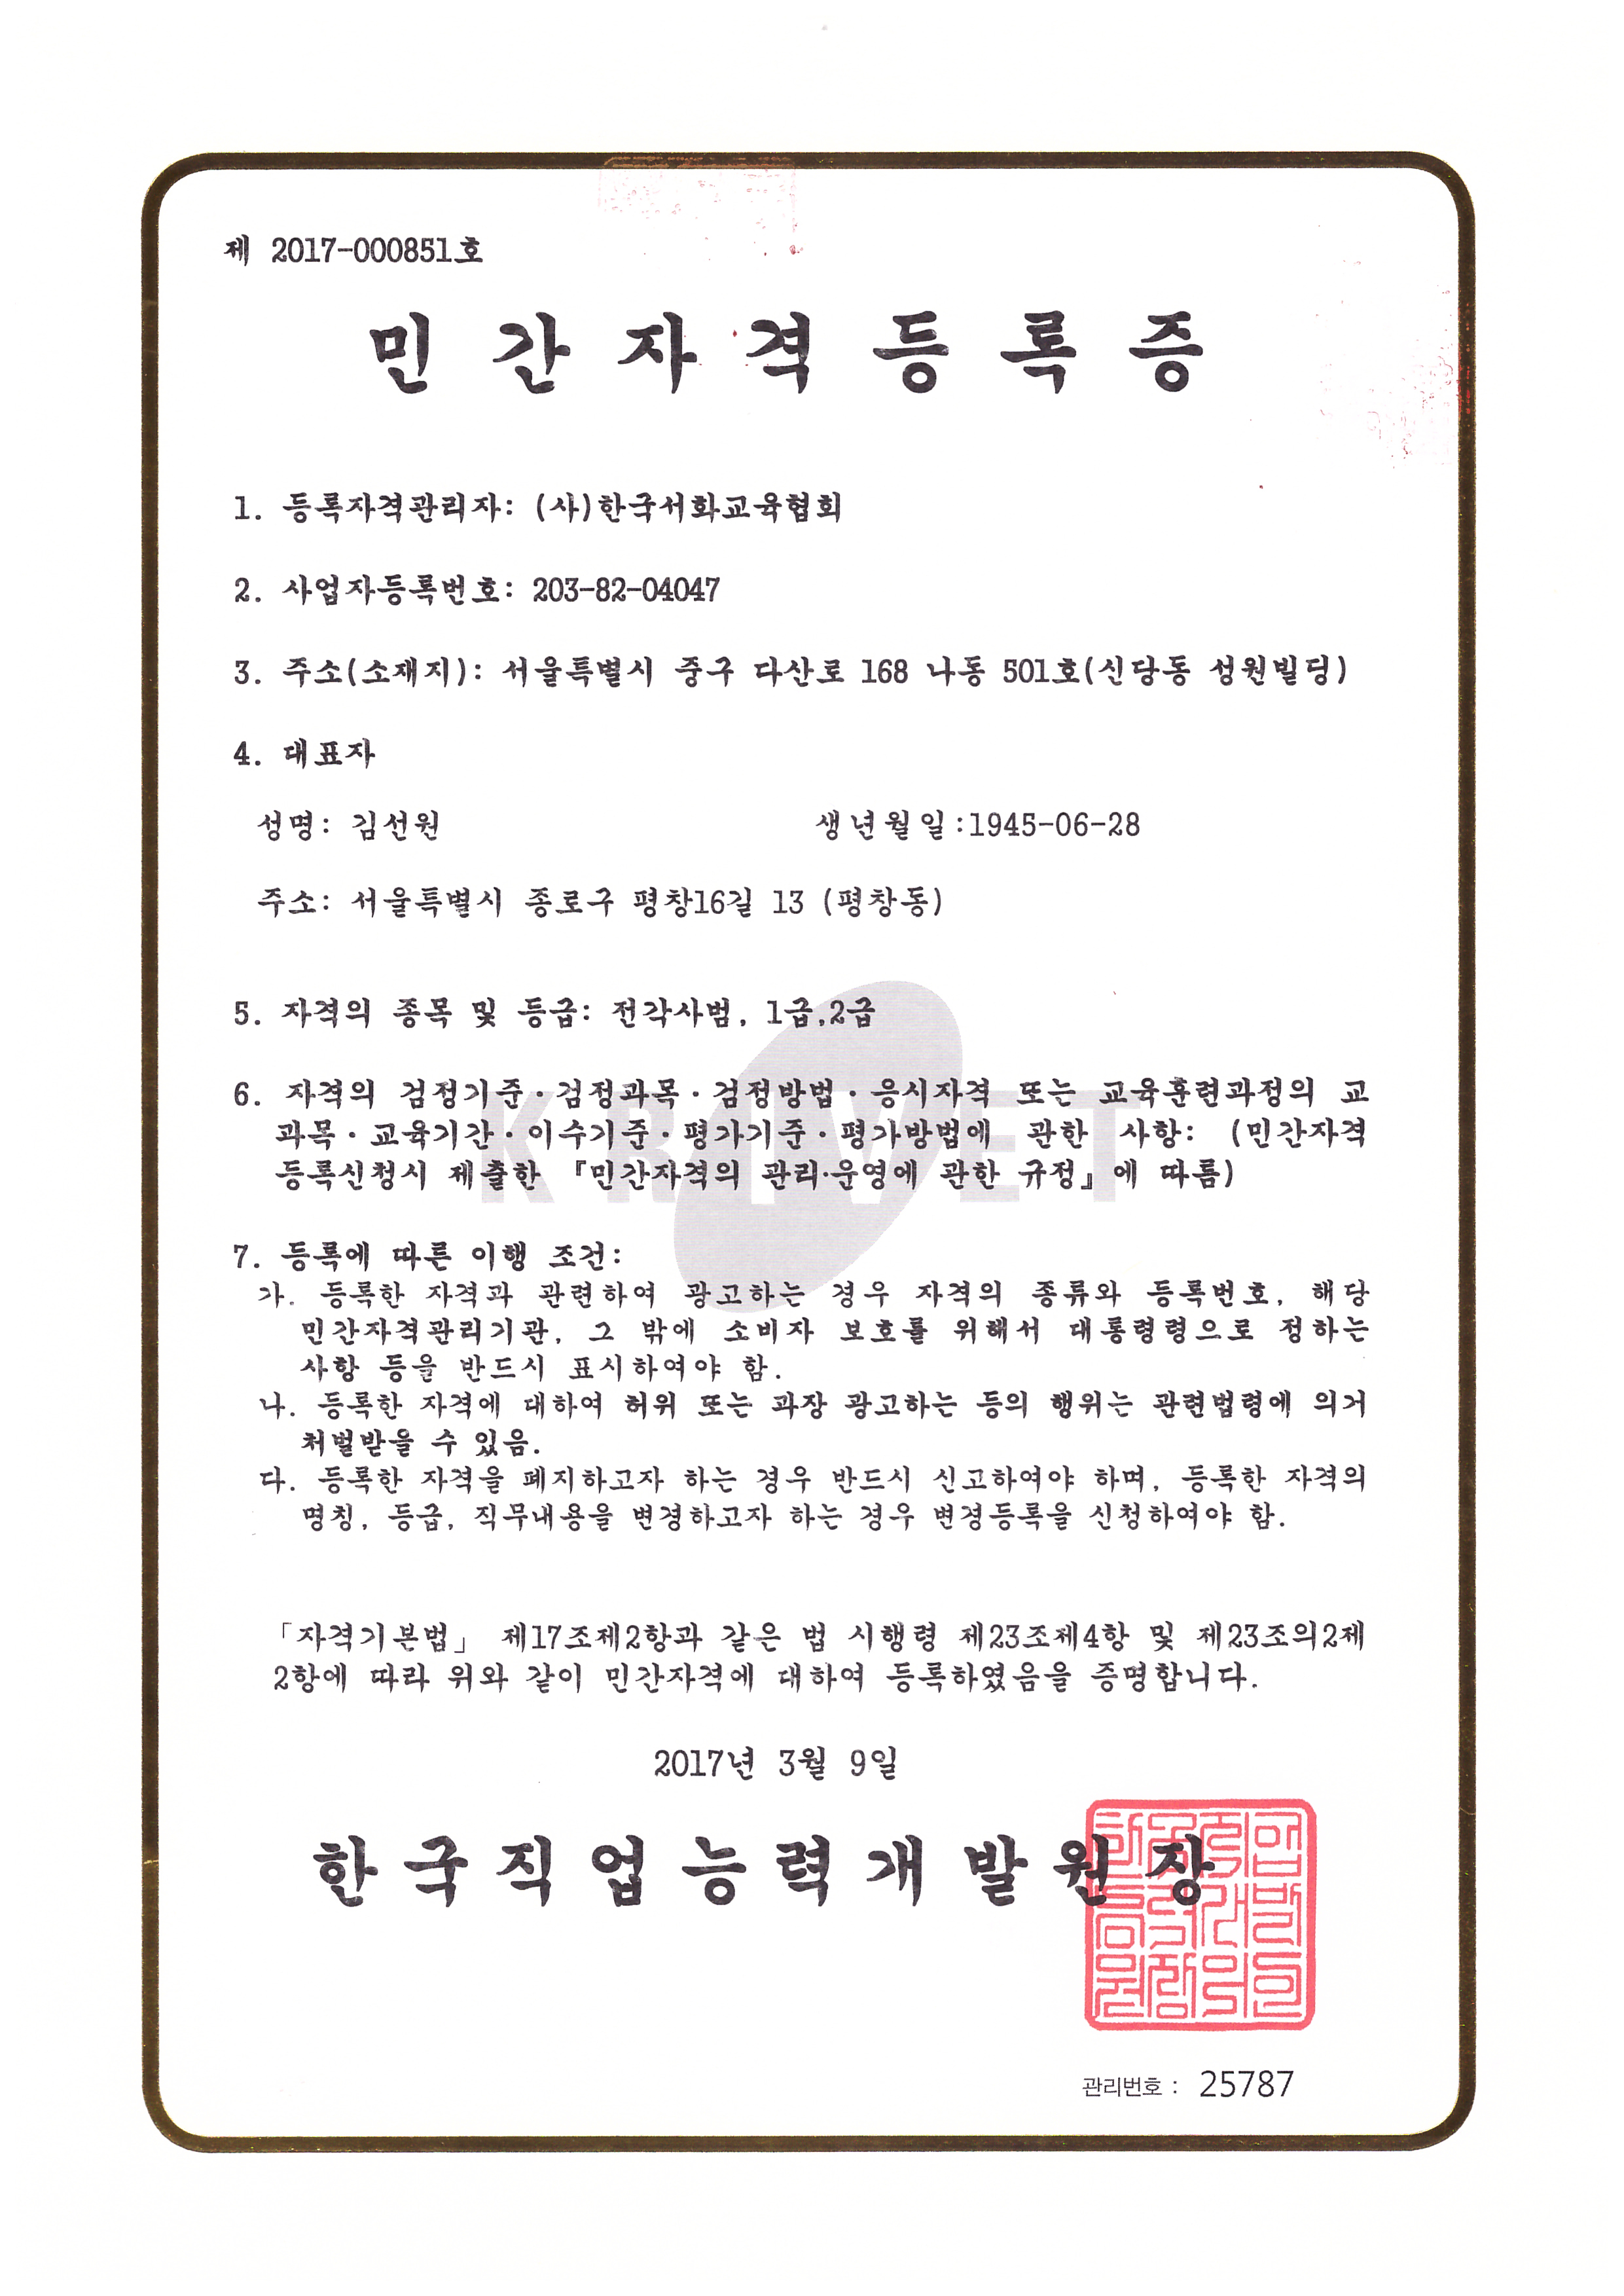 제 2017-000851호
민간자격등록증
1. 등록자격관리자: (사)한국서화교육협회
2. 사업자등록번호: 203-82-04047
3. 주소(소재지): 서울특별시 중구 다산로 168 나동 501호(신당동 성원빌딩)
4. 대표자
성명: 김선원 생년월일:1945-06-28
주소: 서울특별시 종로구 평창16길 13 (평창동)
5. 자격의 종목 및 등급: 전각사범, 1급,2급
KRIVET
6. 자격의 검정기준·검정과목·검정방법·응시자격 또는 교육훈련과정의 교
과목·교육기간·이수기준·평가기준·평가방법에 관한 사항: (민간자격
등록신청시 제출한 『민간자격의 관리·운영에 관한 규정』에 따름)
7. 등록에 따른 이행 조건:
가. 등록한 자격과 관련하여 광고하는 경우 자격의 종류와 등록번호, 해당
민간자격관리기관, 그 밖에 소비자 보호를 위해서 대통령령으로 정하는
사항 등을 반드시 표시하여야 함.
나. 등록한 자격에 대하여 허위 또는 과장 광고하는 등의 행위는 관련법령에 의거
처벌받을 수 있음.
다. 등록한 자격을 폐지하고자 하는 경우 반드시 신고하여야 하며, 등록한 자격의
명칭, 등급, 직무내용을 변경하고자 하는 경우 변경등록을 신청하여야 함.
「자격기본법」 제17조제2항과 같은 법 시행령 제23조제4항 및 제23조의2제
2항에 따라 위와 같이 민간자격에 대하여 등록하였음을 증명합니다.
2017년 3월 9일
한국직업능력개발원장
관리번호 : 25787